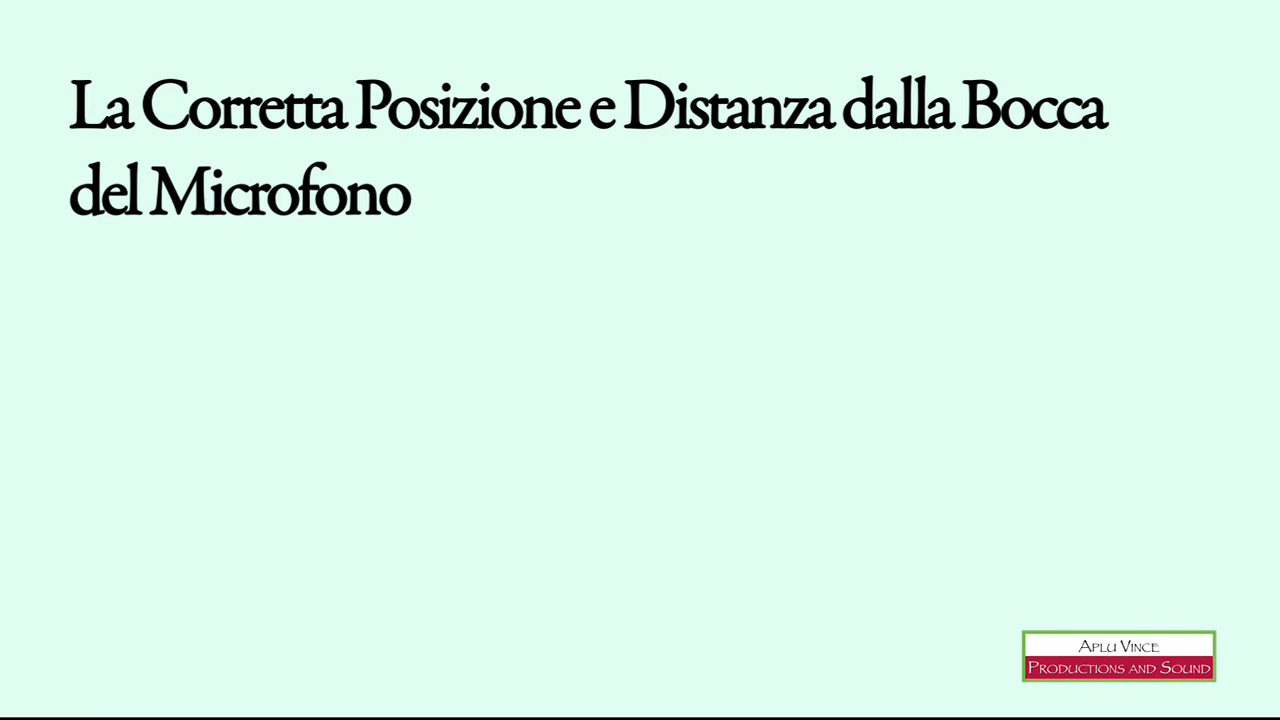 La Corretta Posizione e Distanza dalla Bocca
del Microfono
Aplu Vince
Productions and Sound